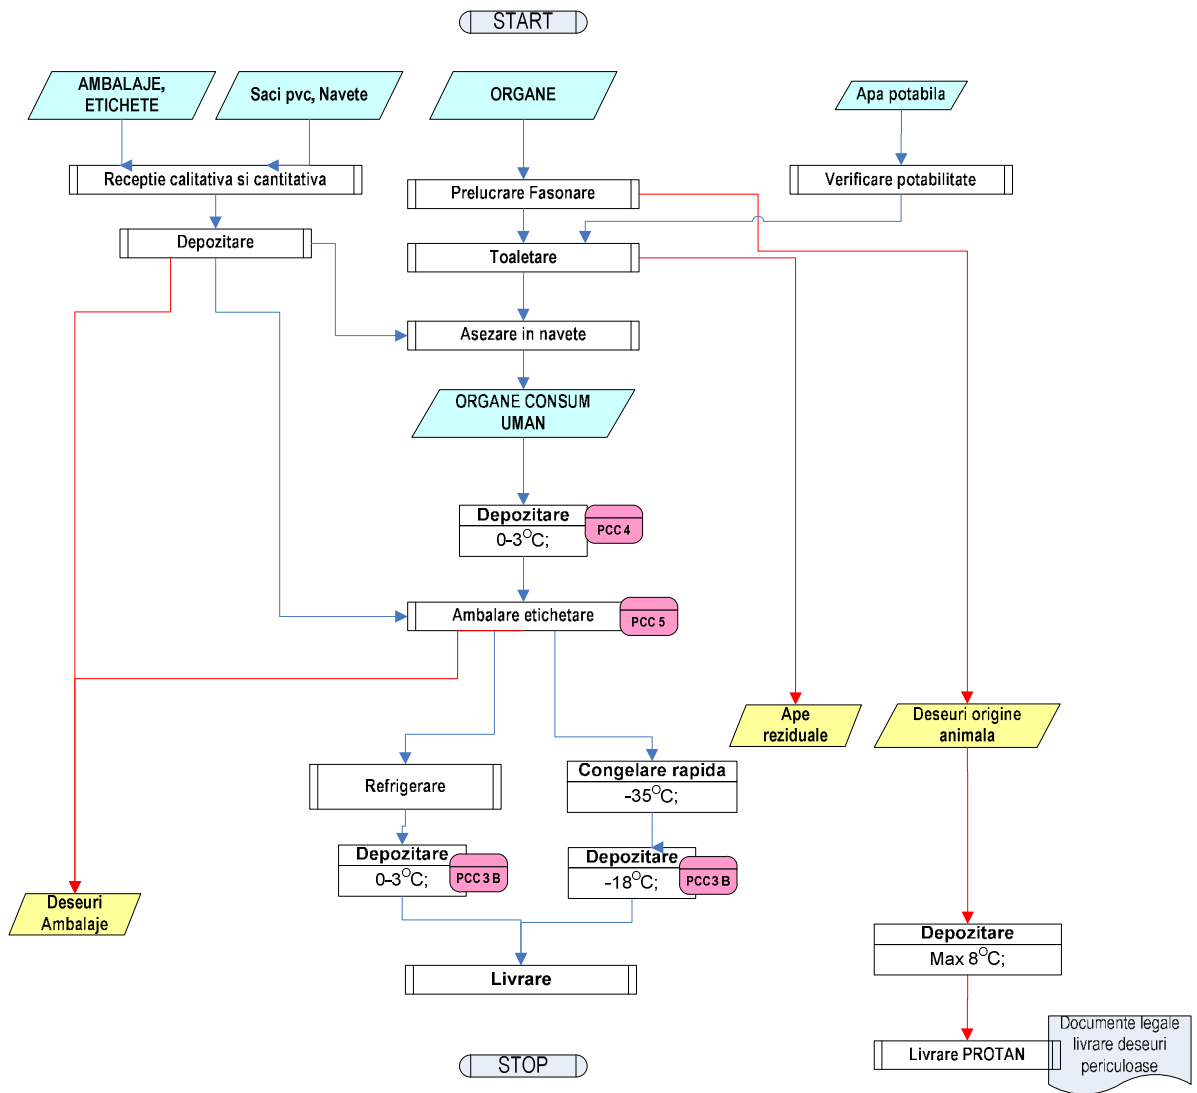 START
AMBALAJE,
ETICHETE
Saci pvc, Navete
ORGANE
Apa potabila
Receptie calitativa si cantitativa
Prelucrare Fasonare
Verificare potabilitate
Depozitare
Toaletare
Asezare in navete
ORGANE CONSUM
UMAN
Depozitare
0-3°C;
PCC 4
Ambalare etichetare
PCC 5
Ape
reziduale
Deseuri origine
animala
Refrigerare
Congelare rapida
-35°C;
Depozitare
0-3°C;
PCC 3 B
Depozitare
-18°C;
PCC3 B
Deseuri
Ambalaje
Depozitare
Max 8°C;
Livrare
Documente legale
livrare deseuri
periculoase
Livrare PROTAN
STOP